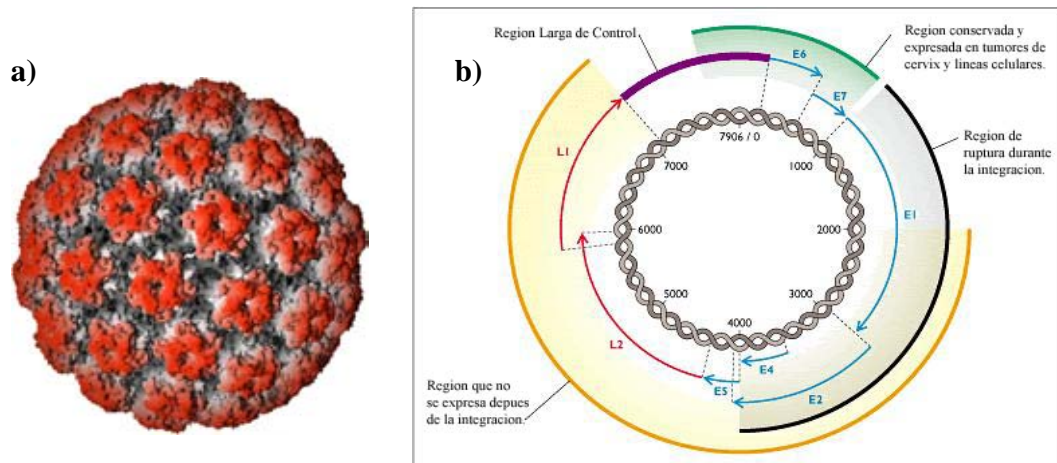 a)
b)
Region Larga de Control
Region conservada y
expresada en tumores de
cervix y lineas celulares.
E6
E7
7906 / 0
1000
7000
L1
Region de
ruptura durante
la integracion.
E1
6000
2000
5000
3000
4000
L2
E4
E5
E2
Region que no
se expresa depues
de la integracion.